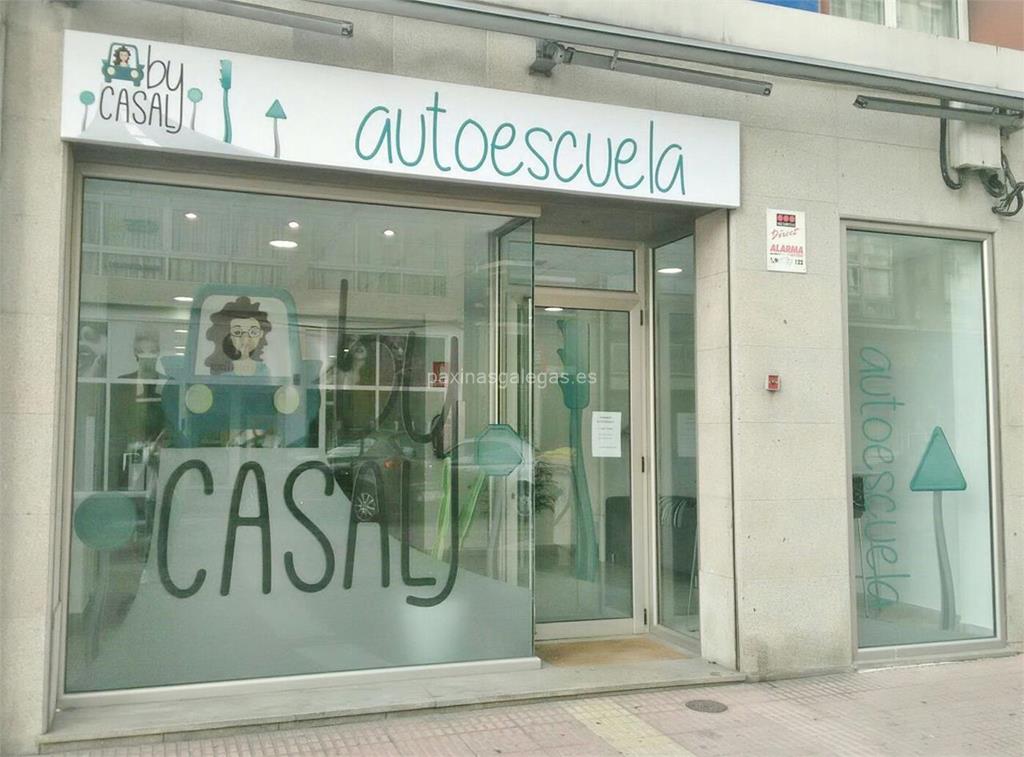 by
CASAL
autoescuela
Direct
ALARMA
by
CASAL
paxinasgalegas.es
autoescuela